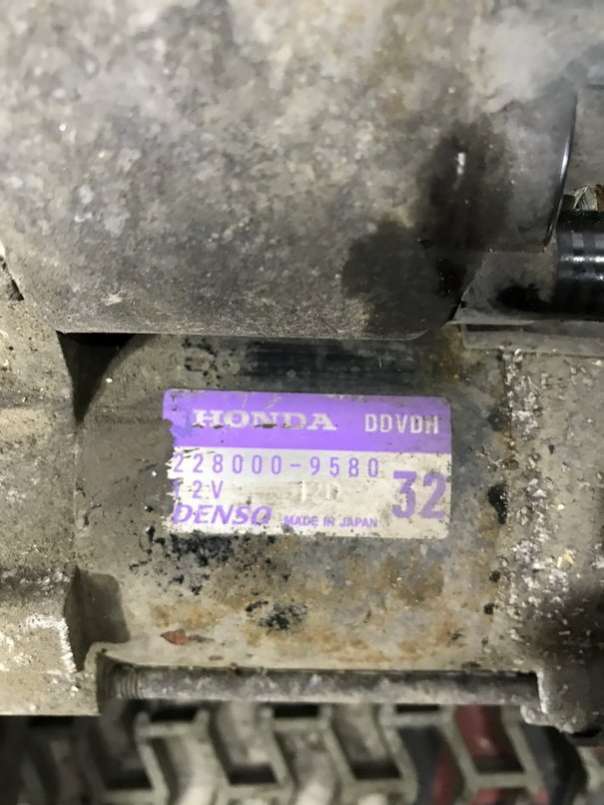 HONDA DDVDH
228000-9580
12V 32
DENSO MADE IN JAPAN